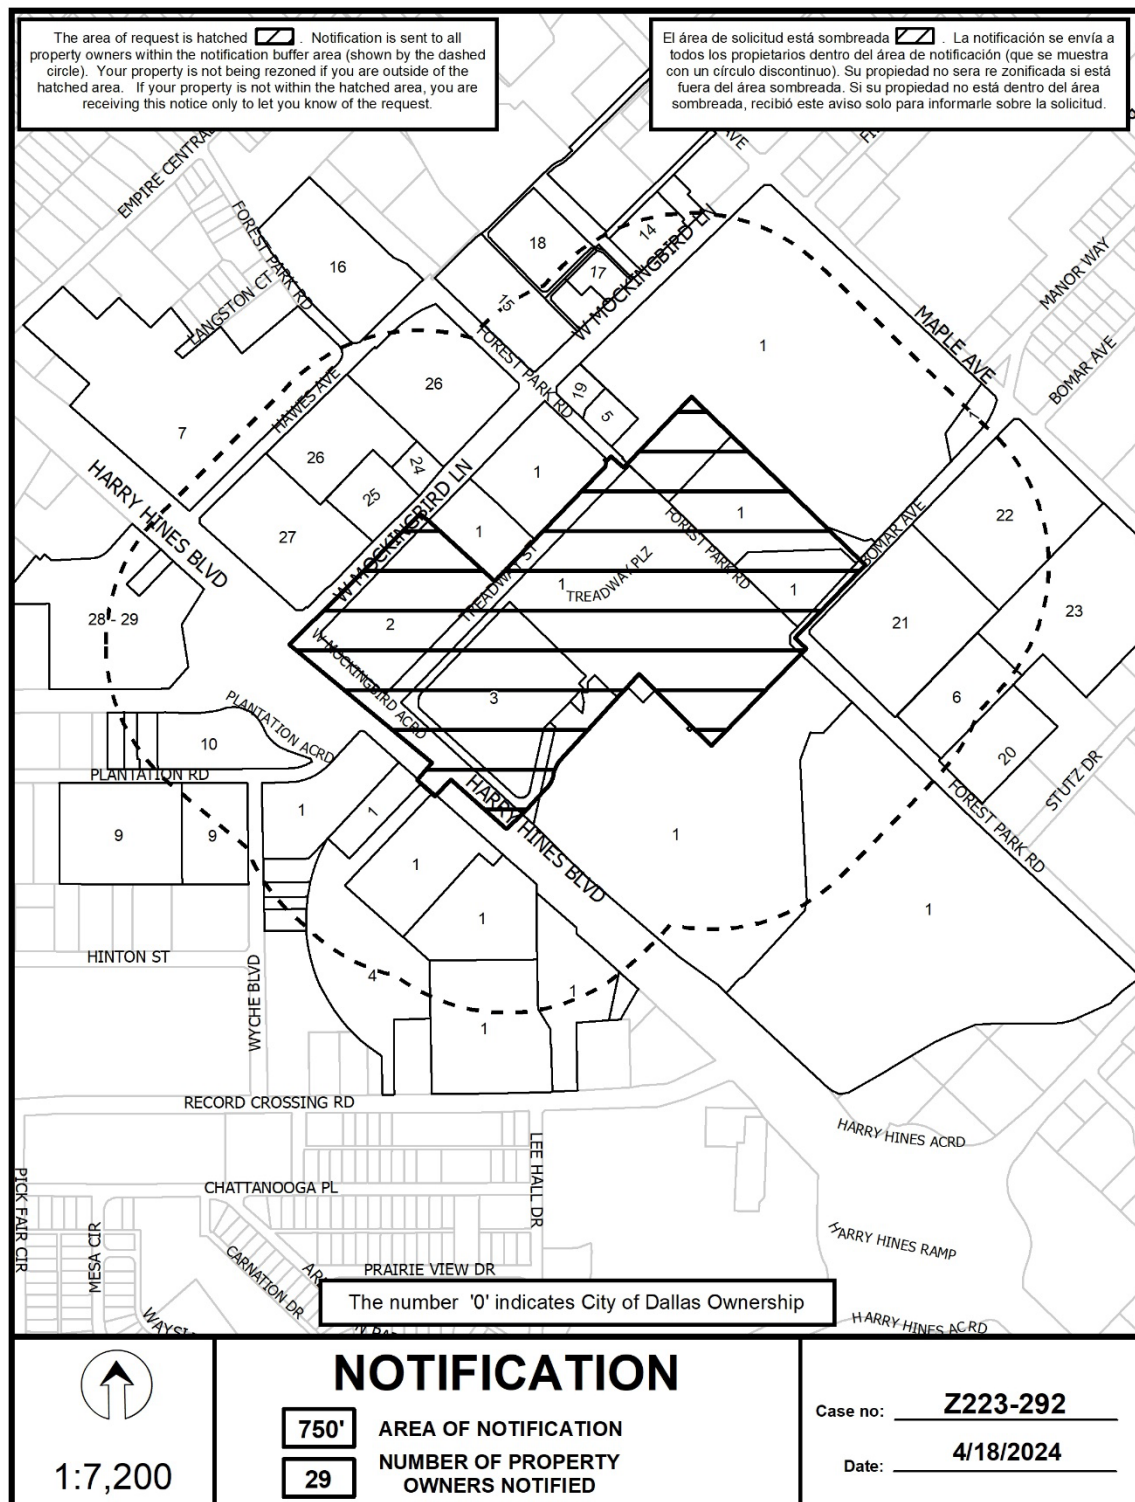 The area of request is hatched . Notification is sent to all
property owners within the notification buffer area (shown by the dashed
circle). Your property is not being rezoned if you are outside of the
hatched area. If your property is not within the hatched area, you are
receiving this notice only to let you know of the request.
El área de solicitud está sombreada . La notificación se envía a
todos los propietarios dentro del área de notificación (que se muestra
con un círculo discontinuo). Su propiedad no sera re zonificada si está
fuera del área sombreada. Si su propiedad no está dentro del área
sombreada, recibió este aviso solo para informarle sobre la solicitud.
EMPIRE CENTRAL
AVE
FOREST PARK RD
LANGSTON CT
16
18
14
17
15
W MOCKINGBIRD LN
MANOR WAY
MAPLE AVE
BOMAR AVE
1
FOREST PARK RD
19
5
26
HAWES AVE
7
26
24
25
27
HARRY HINES BLVD
W MOCKINGBIRD LN
1
1
1
1
FOREST PARK RD
BOMAR AVE
22
TREADWAY ST
1
TREADWAY PLZ
1
28 - 29
2
21
23
W MOCKINGBIRD ACRD
3
6
20
STUTZ DR
PLANTATION ACRD
10
PLANTATION RD
9
9
1
1
HARRY HINES BLVD
1
1
1
FOREST PARK RD
1
HINTON ST
WYCHE BLVD
4
1
1
RECORD CROSSING RD
LEE HALL DR
HARRY HINES ACRD
PICK FAIR CIR
CHATTANOOGA PL
MESA CIR
CARNATION DR
PRAIRIE VIEW DR
HARRY HINES RAMP
HARRY HINES ACRD
The number '0' indicates City of Dallas Ownership
1:7,200
NOTIFICATION
750' AREA OF NOTIFICATION
29 NUMBER OF PROPERTY
OWNERS NOTIFIED
Case no: Z223-292
Date: 4/18/2024